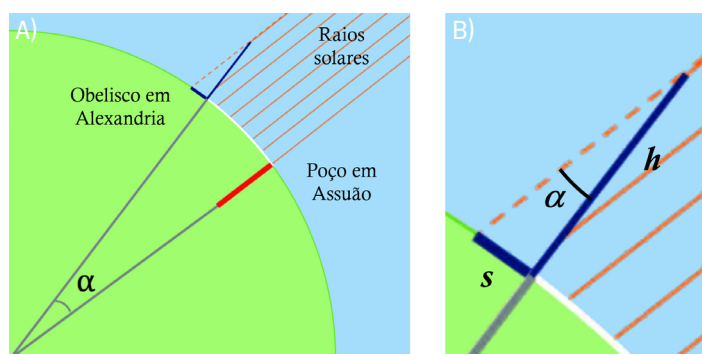 A)
Raios
solares
Obelisco em
Alexandria
Poço em
Assuão
α
B)
h
α
s